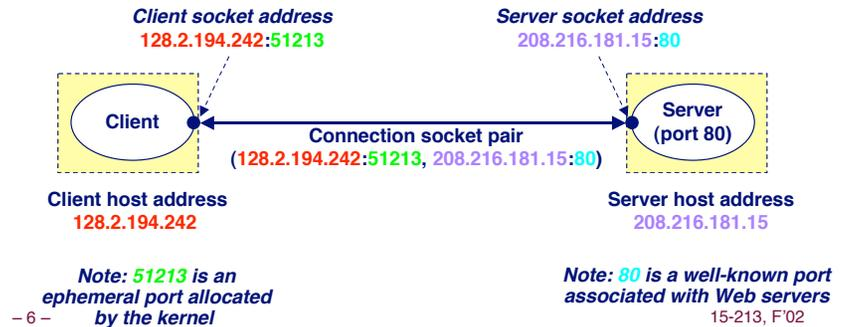 Client socket address
128.2.194.242:51213
Server socket address
208.216.181.15:80
Client
Server
(port 80)
Connection socket pair
(128.2.194.242:51213, 208.216.181.15:80)
Client host address
128.2.194.242
Server host address
208.216.181.15
Note: 51213 is an
ephemeral port allocated
by the kernel
Note: 80 is a well-known port
associated with Web servers
– 6 –
15-213, F'02